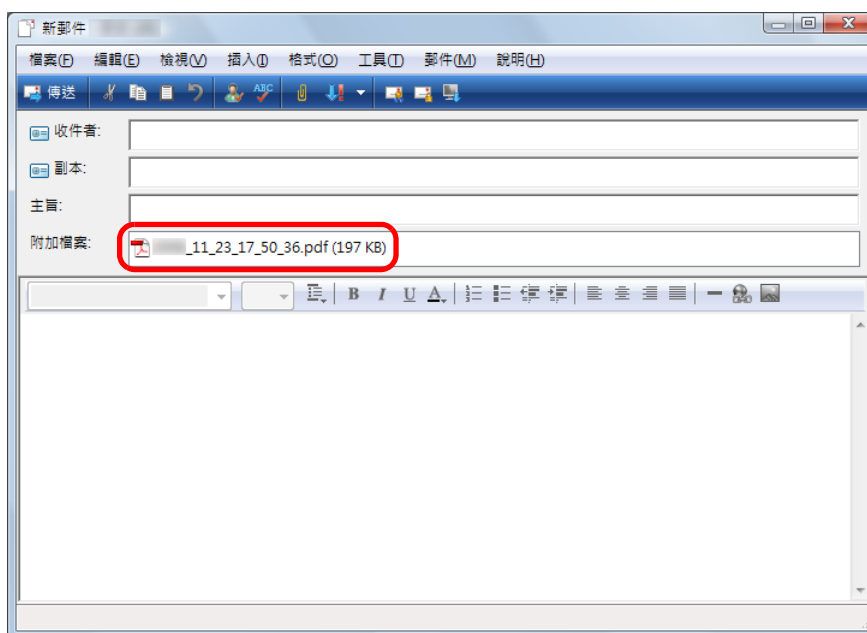 新郵件
檔案(F) 編輯(E) 檢視(V) 插入(I) 格式(O) 工具(T) 郵件(M) 說明(H)
傳送 ABC
收件者:
副本:
主旨:
附加檔案: _11_23_17_50_36.pdf (197 KB)
B I U A